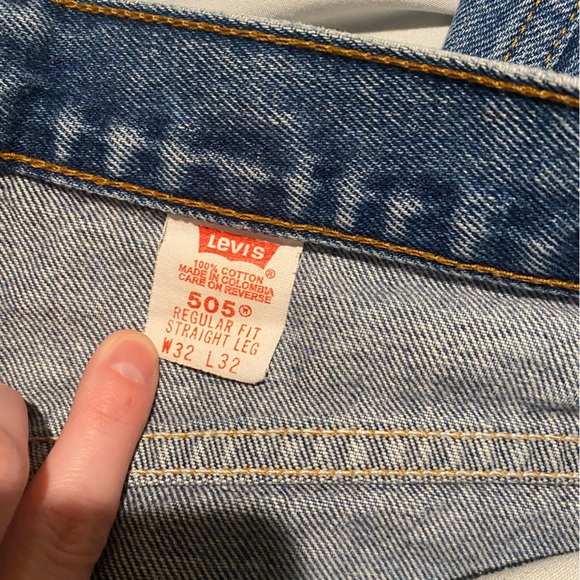 Levi's
100% COTTON ®
MADE IN COLOMBIA
CARE ON REVERSE
505®
REGULAR FIT
STRAIGHT LEG
W32 L32